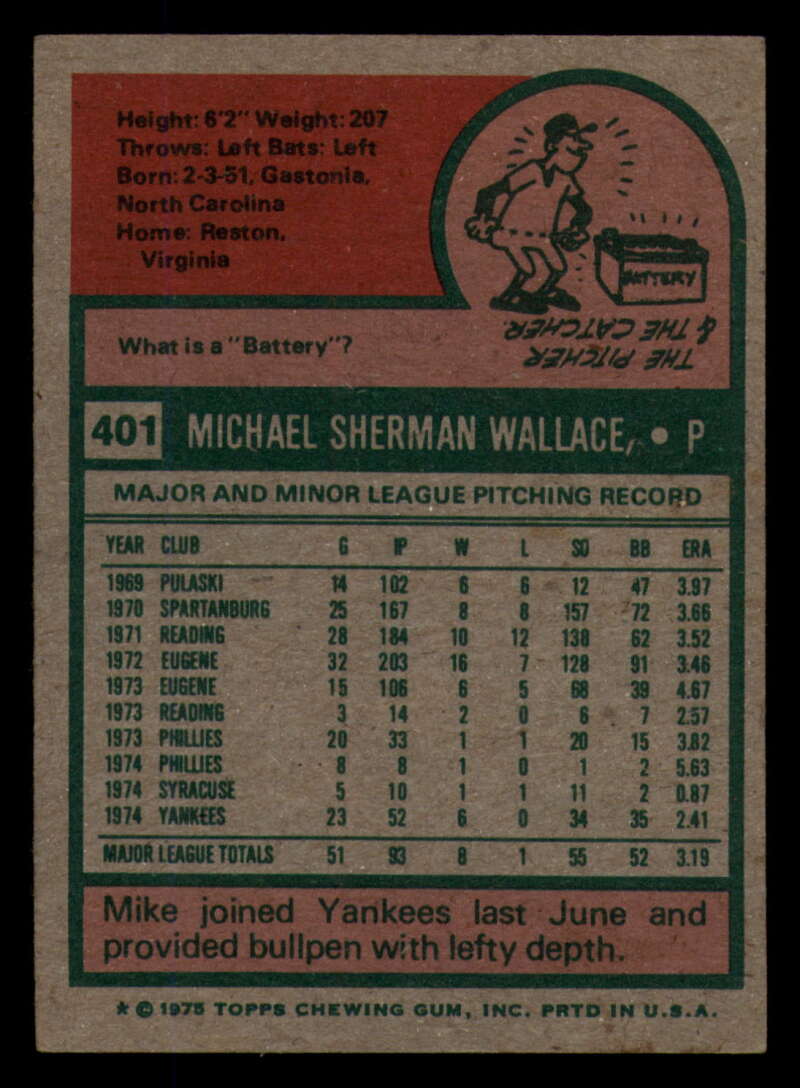 Height: 6'2" Weight: 207
Throws: Left Bats: Left
Born: 2-3-51, Gastonia,
North Carolina
Home: Reston,
Virginia
BATTERY
What is a "Battery"?
THE PITCHER
& THE CATCHER.
401 MICHAEL SHERMAN WALLACE, • P
MAJOR AND MINOR LEAGUE PITCHING RECORD
YEAR CLUB G IP W L SO BB ERA
1969 PULASKI 14 102 6 6 12 47 3.97
1970 SPARTANBURG 25 167 8 8 157 72 3.66
1971 READING 28 184 10 12 138 62 3.52
1972 EUGENE 32 203 16 7 128 91 3.46
1973 EUGENE 15 106 6 5 68 39 4.67
1973 READING 3 14 2 0 6 7 2.57
1973 PHILLIES 20 33 1 1 20 15 3.82
1974 PHILLIES 8 8 1 0 1 2 5.63
1974 SYRACUSE 5 10 1 1 11 2 0.87
1974 YANKEES 23 52 6 0 34 35 2.41
MAJOR LEAGUE TOTALS 51 93 8 1 55 52 3.19
Mike joined Yankees last June and
provided bullpen with lefty depth.
* © 1975 TOPPS CHEWING GUM, INC. PRTD IN U.S.A.